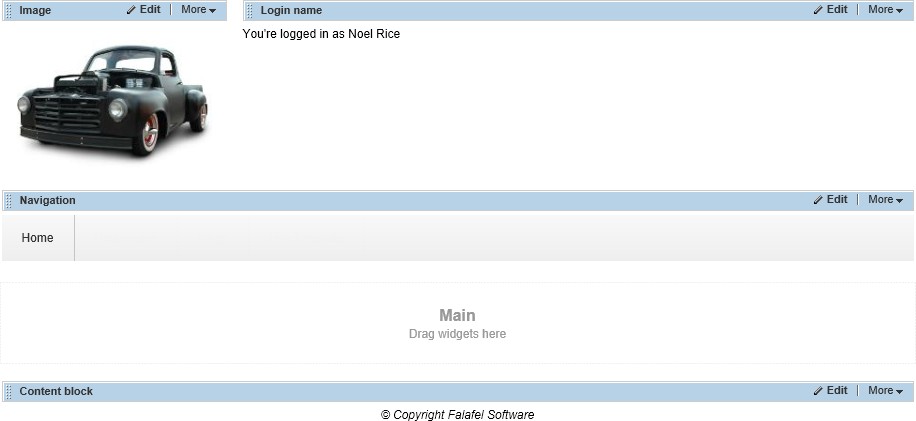 Image Edit More
Login name Edit More
You're logged in as Noel Rice
Navigation Edit More
Home
Main
Drag widgets here
Content block Edit More
© Copyright Falafel Software